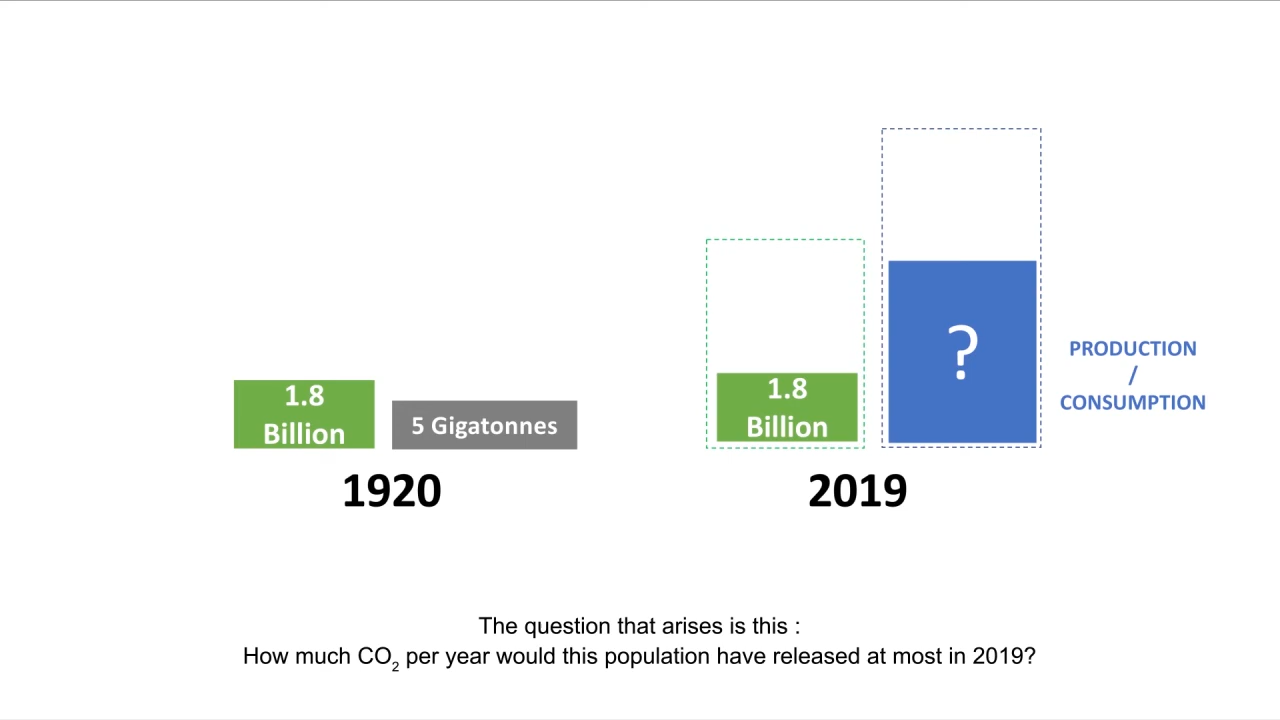 1.8
Billion
5 Gigatonnes
1920
1.8
Billion
?
2019
PRODUCTION
/
CONSUMPTION
The question that arises is this :
How much CO₂ per year would this population have released at most in 2019?